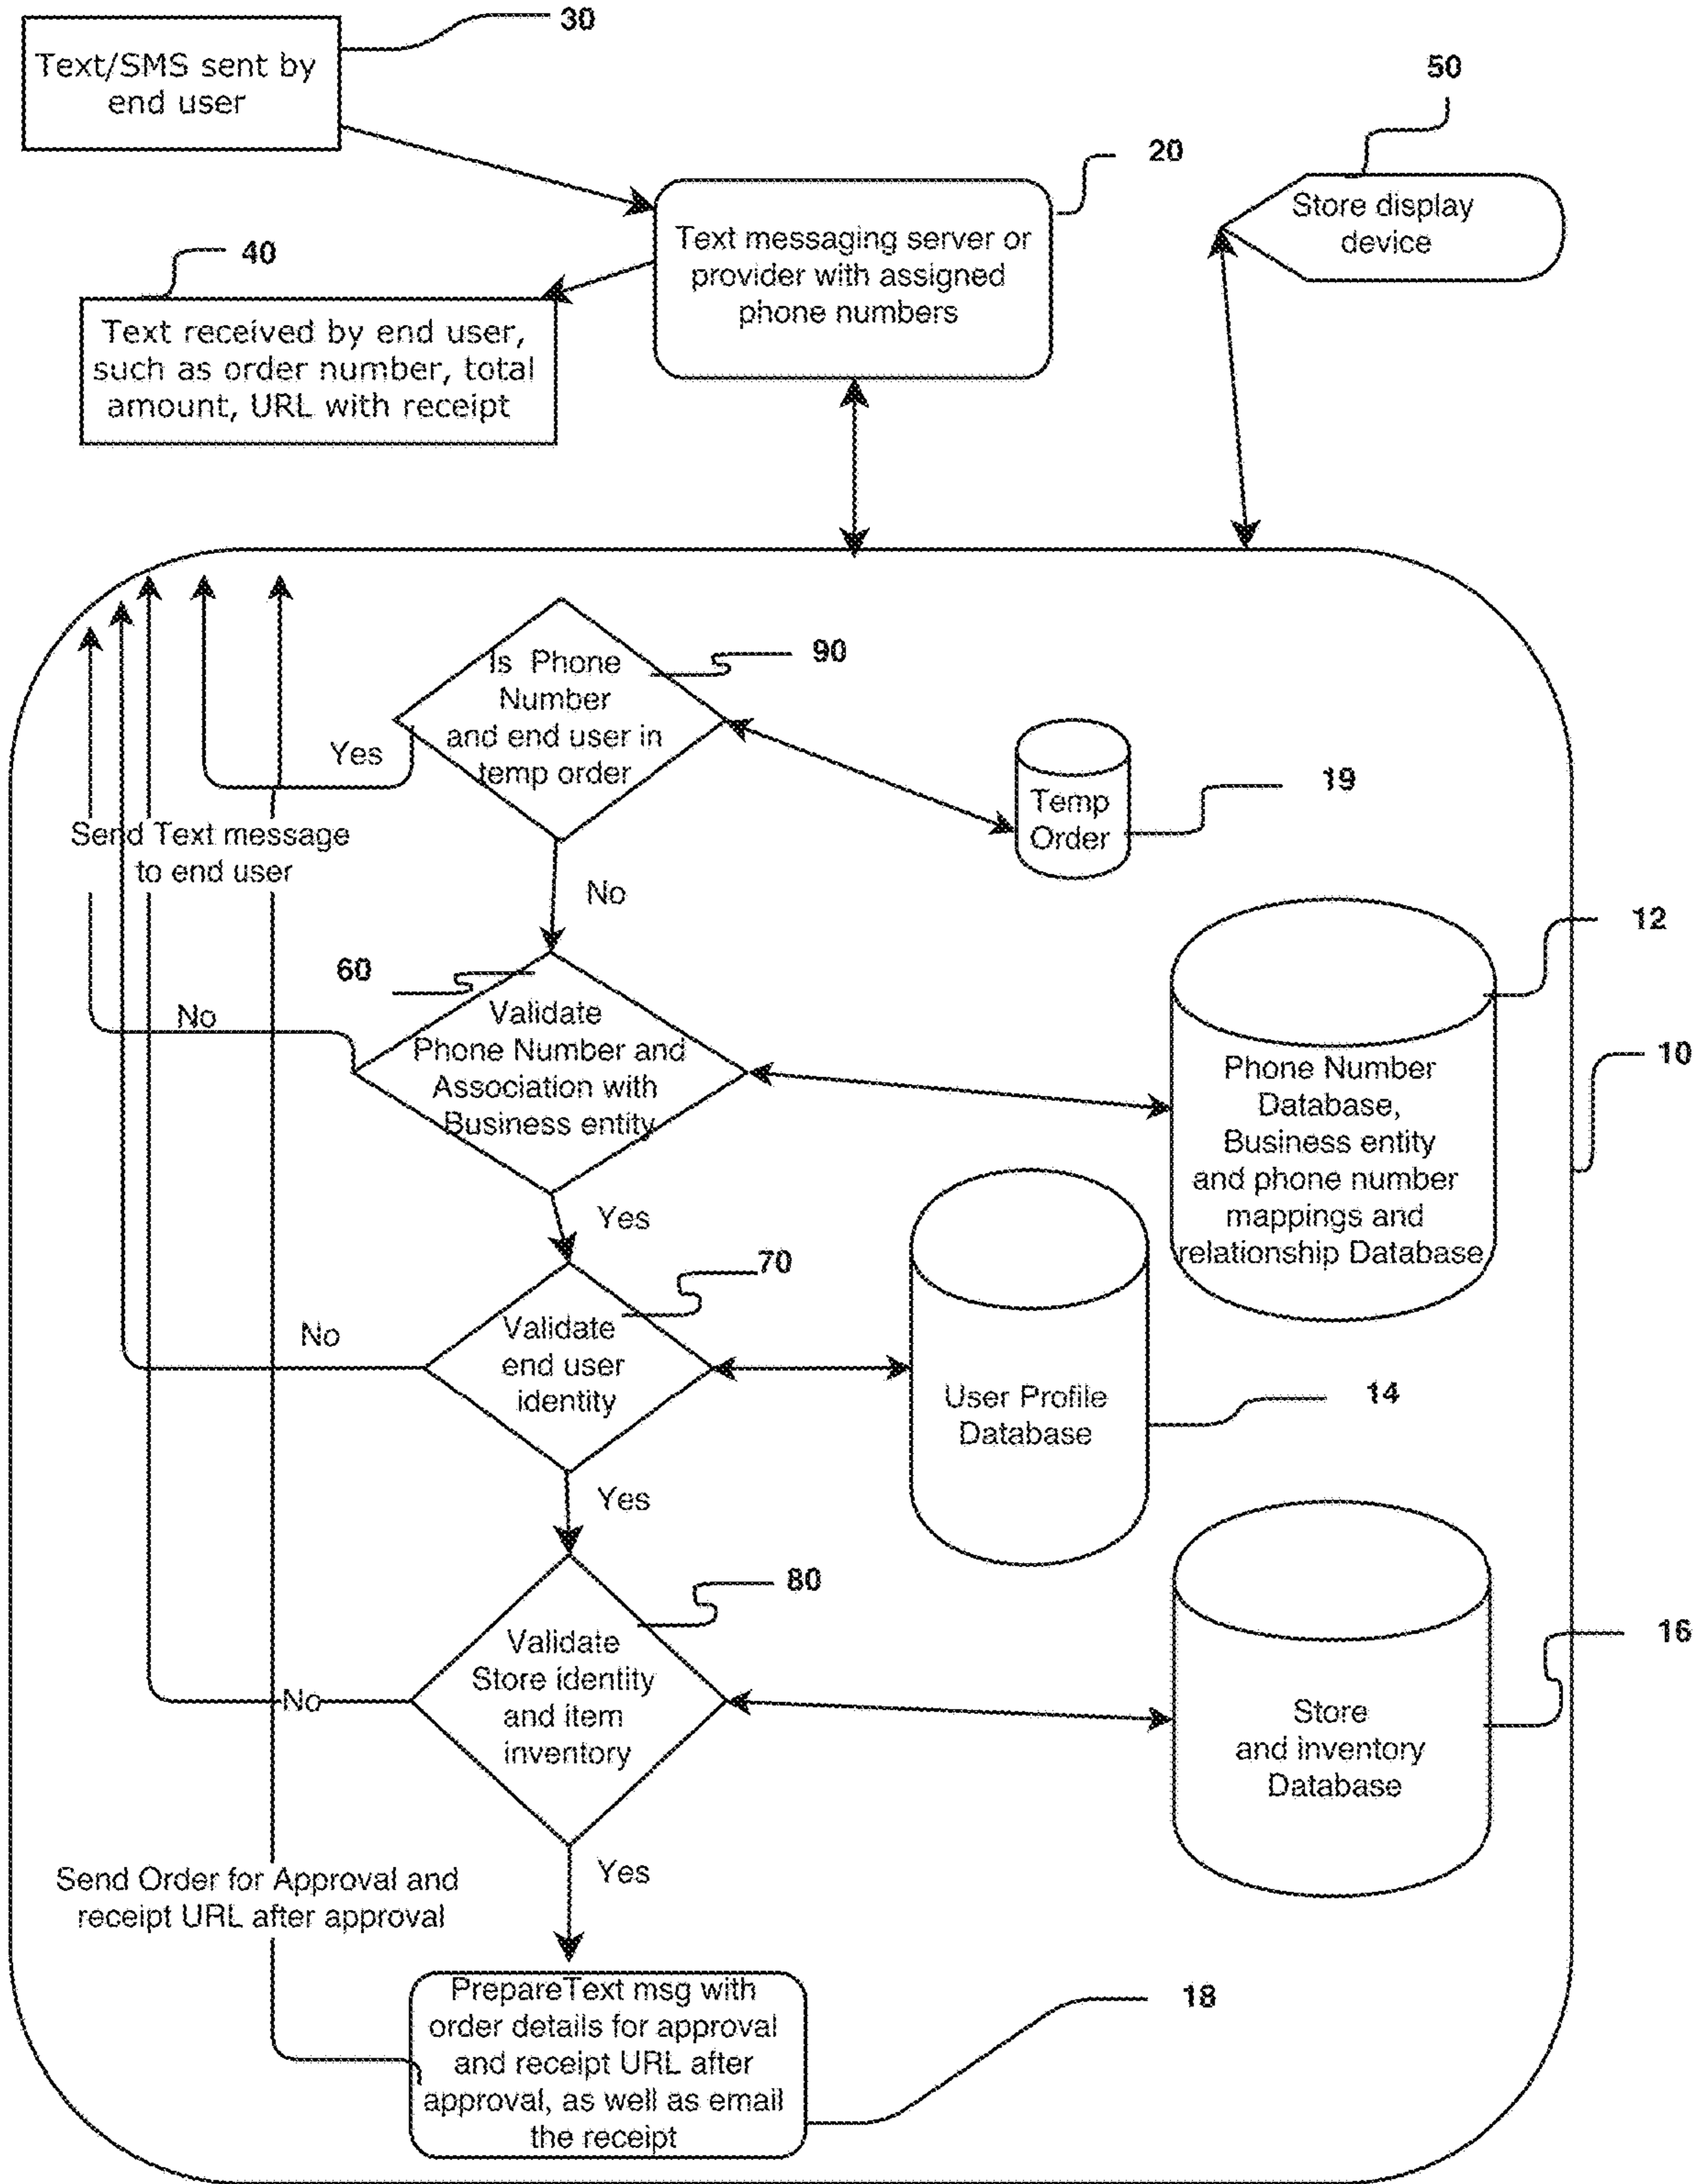 30
Text/SMS sent by
end user
50
20
Store display
device
Text messaging server or
provider with assigned
phone numbers
40
Text received by end user,
such as order number, total
amount, URL with receipt
90
Is Phone
Number
and end user in
temp order
Yes
19
Temp
Order
Send Text message
to end user
No
12
60
No
Validate
Phone Number and
Association with
Business entity
10
Phone Number
Database,
Business entity
and phone number
mappings and
relationship Database
Yes
70
No
Validate
end user
identity
14
User Profile
Database
Yes
80
16
Validate
Store identity
and item
inventory
No
Store
and inventory
Database
Yes
Send Order for Approval and
receipt URL after approval
18
PrepareText msg with
order details for approval
and receipt URL after
approval, as well as email
the receipt